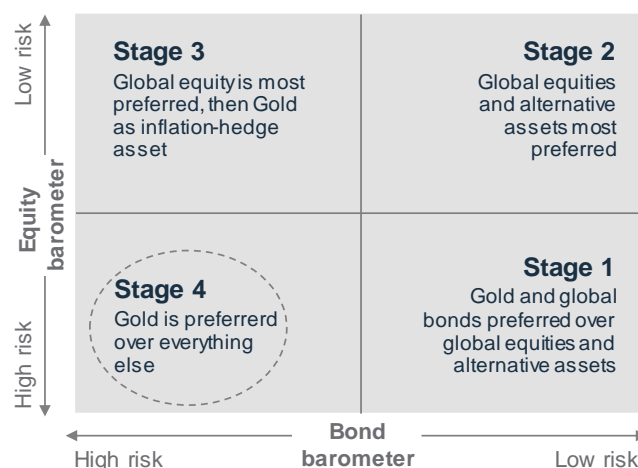 Low risk
Equity
barometer
High risk
Stage 3
Global equity is most
preferred, then Gold
as inflation-hedge
asset
Stage 2
Global equities
and alternative
assets most
preferred
Stage 4
Gold is preferrerd
over everything
else
Stage 1
Gold and global
bonds preferred over
global equities and
alternative assets
High risk
Bond
barometer
Low risk